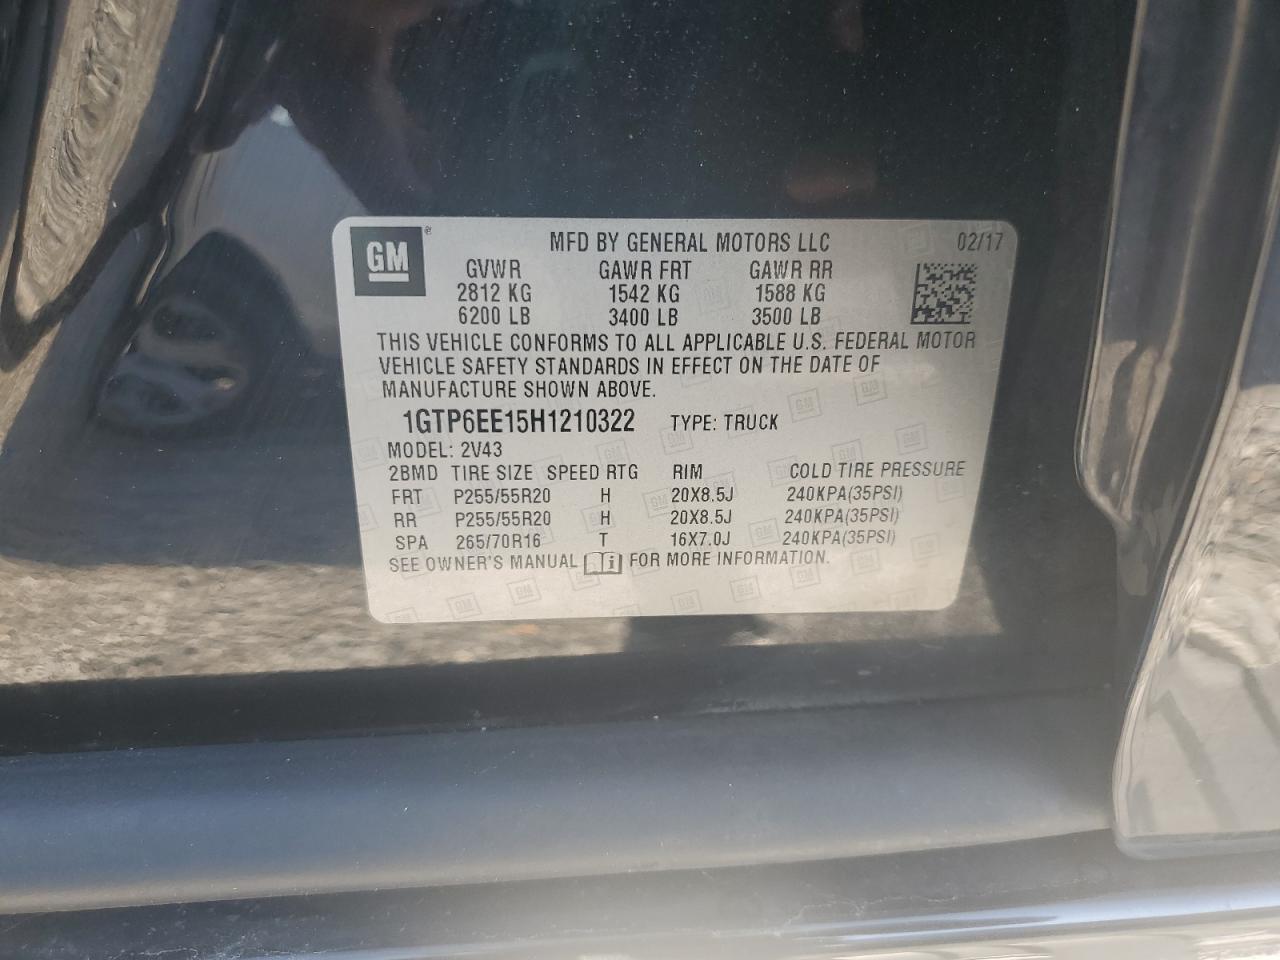 GM ® MFD BY GENERAL MOTORS LLC 02/17
GVWR GAWR FRT GAWR RR
2812 KG 1542 KG 1588 KG
6200 LB 3400 LB 3500 LB
THIS VEHICLE CONFORMS TO ALL APPLICABLE U.S. FEDERAL MOTOR
VEHICLE SAFETY STANDARDS IN EFFECT ON THE DATE OF
MANUFACTURE SHOWN ABOVE.
1GTP6EE15H1210322 TYPE: TRUCK
MODEL: 2V43
2BMD TIRE SIZE SPEED RTG RIM COLD TIRE PRESSURE
FRT P255/55R20 H 20X8.5J 240KPA(35PSI)
RR P255/55R20 H 20X8.5J 240KPA(35PSI)
SPA 265/70R16 T 16X7.0J 240KPA(35PSI)
SEE OWNER'S MANUAL i FOR MORE INFORMATION.